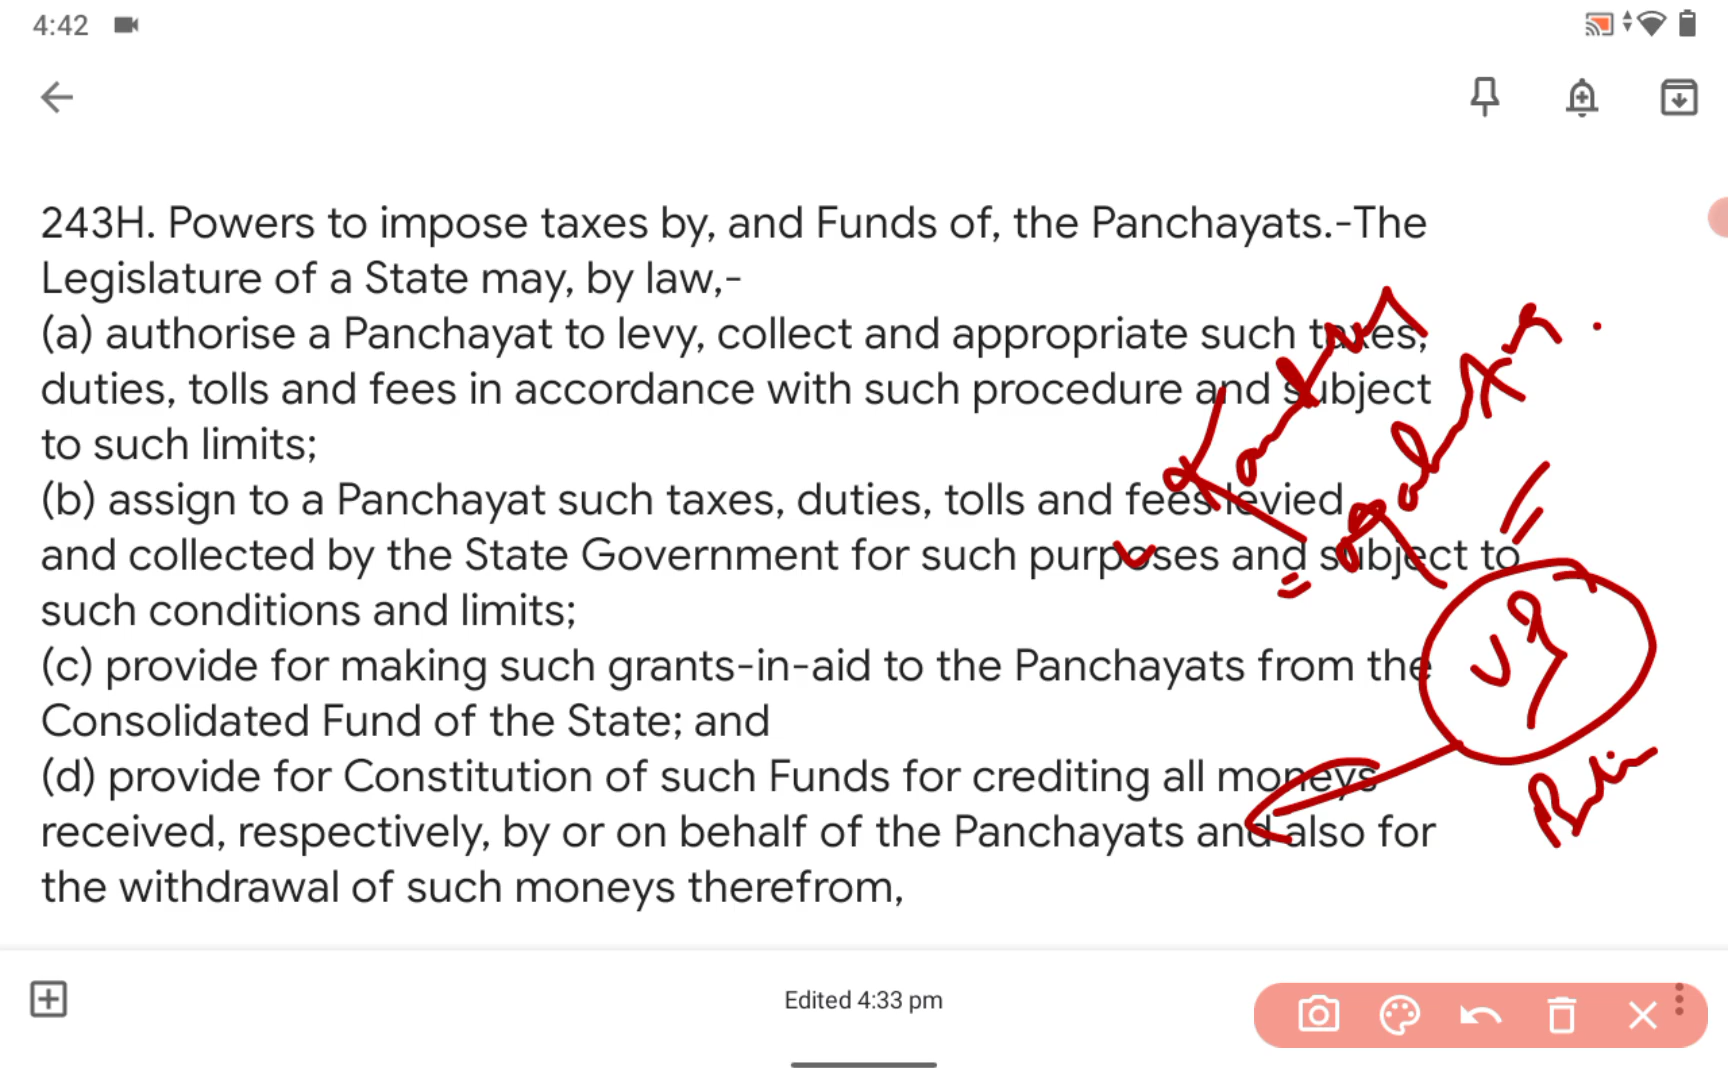 4:42
243H. Powers to impose taxes by, and Funds of, the Panchayats.-The
Legislature of a State may, by law,-
(a) authorise a Panchayat to levy, collect and appropriate such taxes,
duties, tolls and fees in accordance with such procedure and subject
to such limits;
(b) assign to a Panchayat such taxes, duties, tolls and fees levied
and collected by the State Government for such purposes and subject to
such conditions and limits;
(c) provide for making such grants-in-aid to the Panchayats from the
Consolidated Fund of the State; and
(d) provide for Constitution of such Funds for crediting all moneys
received, respectively, by or on behalf of the Panchayats and also for
the withdrawal of such moneys therefrom,
Edited 4:33 pm